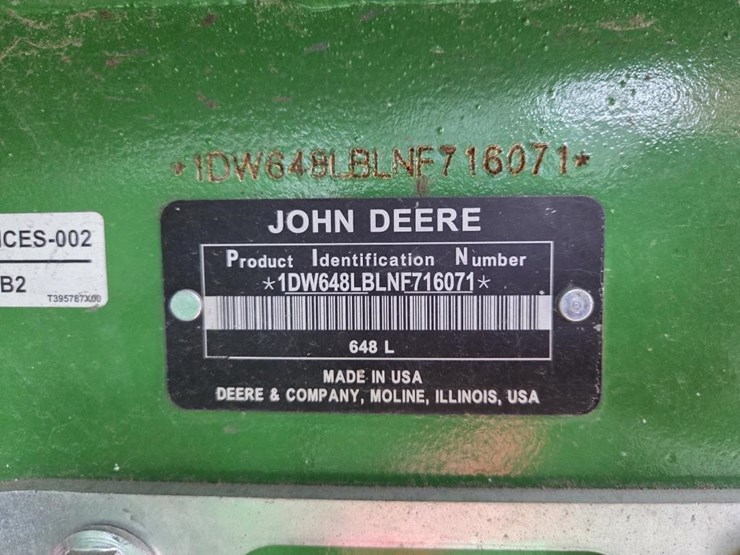 *1DW648LBLNF716071*
JOHN DEERE
Product Identification Number
*1DW648LBLNF716071*
648 L
MADE IN USA
DEERE & COMPANY, MOLINE, ILLINOIS, USA
ICES-002
B2
T395787X00